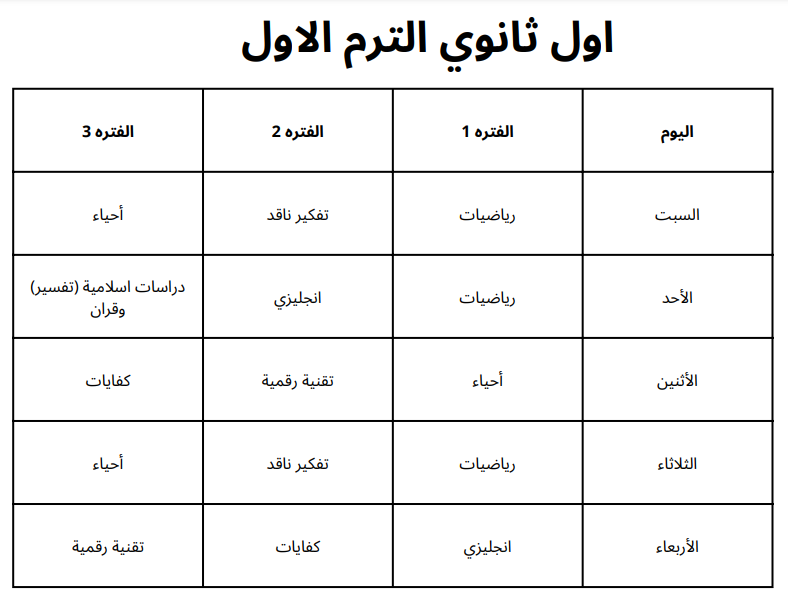 اول ثانوي الترم الاول
اليوم
الفتره 1
الفتره 2
الفتره 3
السبت
رياضيات
تفكير ناقد
أحياء
الأحد
رياضيات
انجليزي
دراسات اسلامية (تفسير)
وقران
الأثنين
أحياء
تقنية رقمية
كفايات
الثلاثاء
رياضيات
تفكير ناقد
أحياء
الأربعاء
انجليزي
كفايات
تقنية رقمية